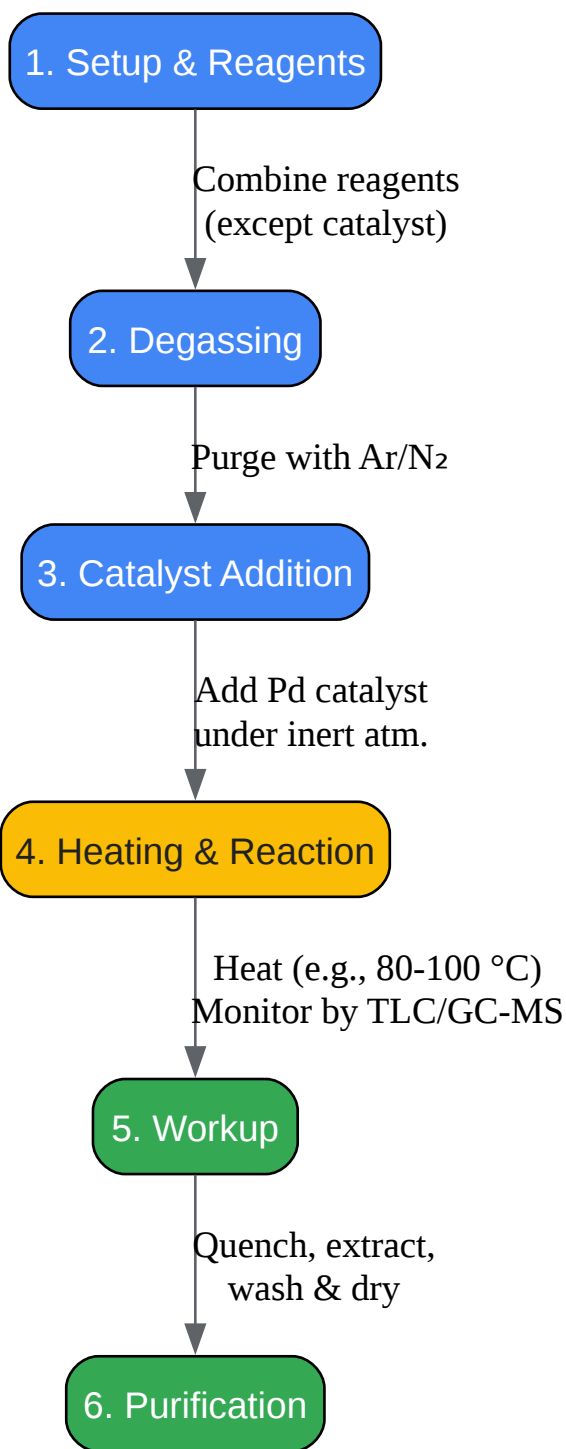 1. Setup & Reagents
Combine reagents
(except catalyst)
2. Degassing
Purge with Ar/N₂
3. Catalyst Addition
Add Pd catalyst
under inert atm.
4. Heating & Reaction
Heat (e.g., 80-100 °C)
Monitor by TLC/GC-MS
5. Workup
Quench, extract,
wash & dry
6. Purification